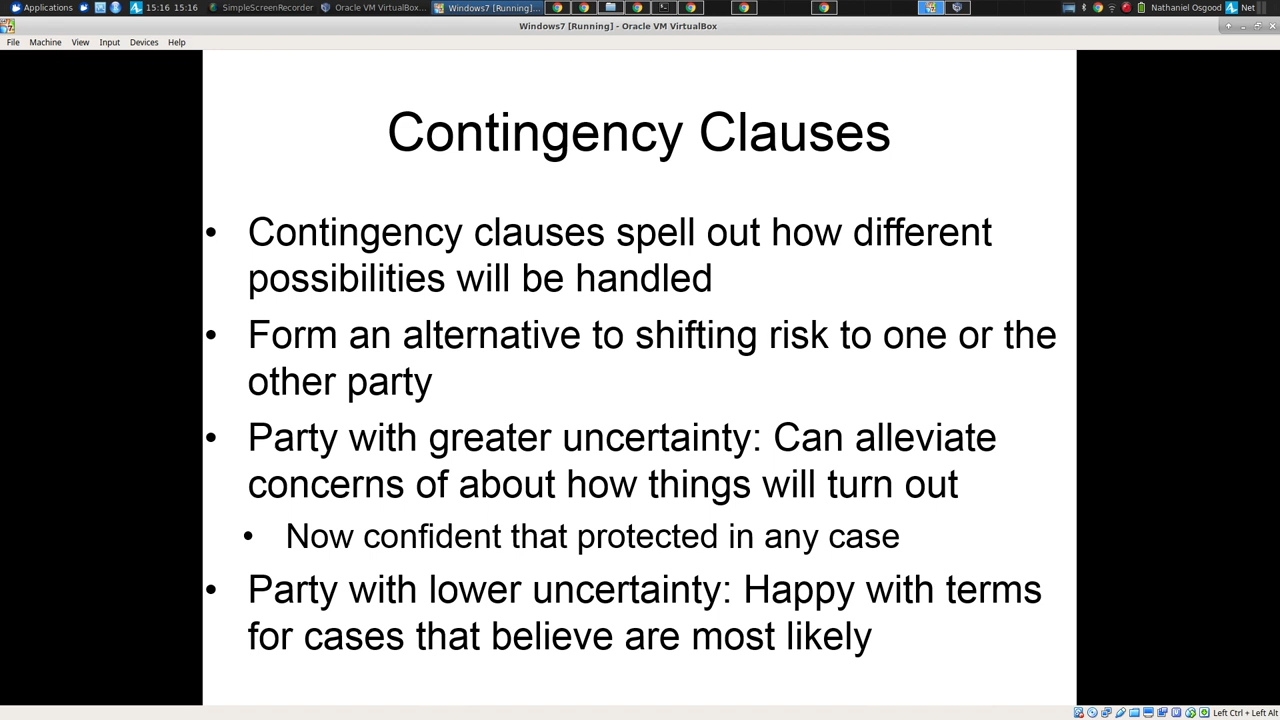 Applications
15:16 15:16
SimpleScreenRecorder
Oracle VM VirtualBox...
Windows7 [Running]...
Nathaniel Osgood
Net
Windows7 [Running] - Oracle VM VirtualBox
File Machine View Input Devices Help
Contingency Clauses
• Contingency clauses spell out how different
possibilities will be handled
• Form an alternative to shifting risk to one or the
other party
• Party with greater uncertainty: Can alleviate
concerns of about how things will turn out
• Now confident that protected in any case
• Party with lower uncertainty: Happy with terms
for cases that believe are most likely
Left Ctrl + Left Alt